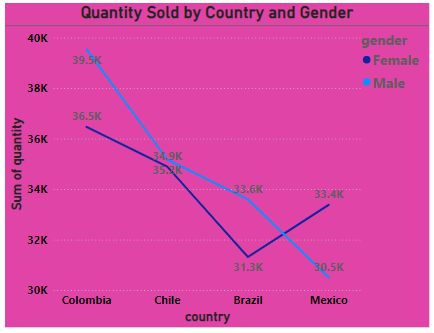 Quantity Sold by Country and Gender
gender
Female
Male
Sum of quantity
40K
38K
36K
34K
32K
30K
39.5K
36.5K
34.9K
35.2K
33.6K
31.3K
33.4K
30.5K
Colombia Chile Brazil Mexico
country